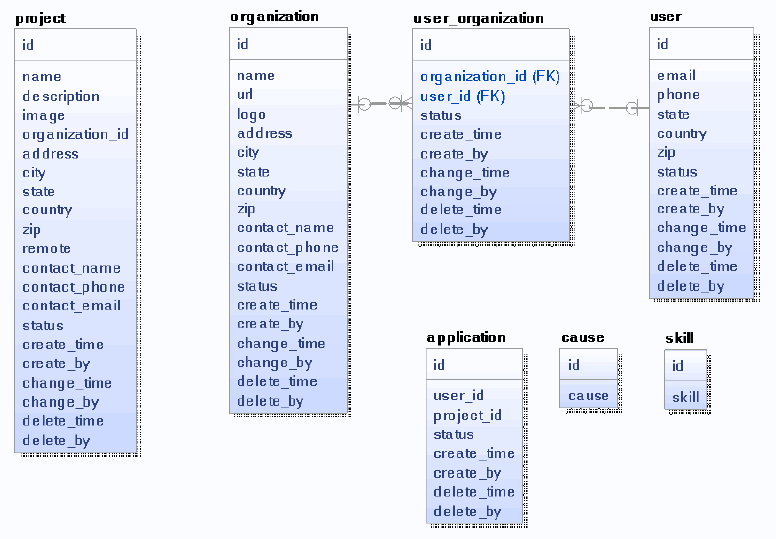 project
id
name
description
image
organization_id
address
city
state
country
zip
remote
contact_name
contact_phone
contact_email
status
create_time
create_by
change_time
change_by
delete_time
delete_by
organization
id
name
url
logo
address
city
state
country
zip
contact_name
contact_phone
contact_email
status
create_time
create_by
change_time
change_by
delete_time
delete_by
user_organization
id
organization_id (FK)
user_id (FK)
status
create_time
create_by
change_time
change_by
delete_time
delete_by
user
id
email
phone
state
country
zip
status
create_time
create_by
change_time
change_by
delete_time
delete_by
application
id
user_id
project_id
status
create_time
create_by
delete_time
delete_by
cause
id
cause
skill
id
skill